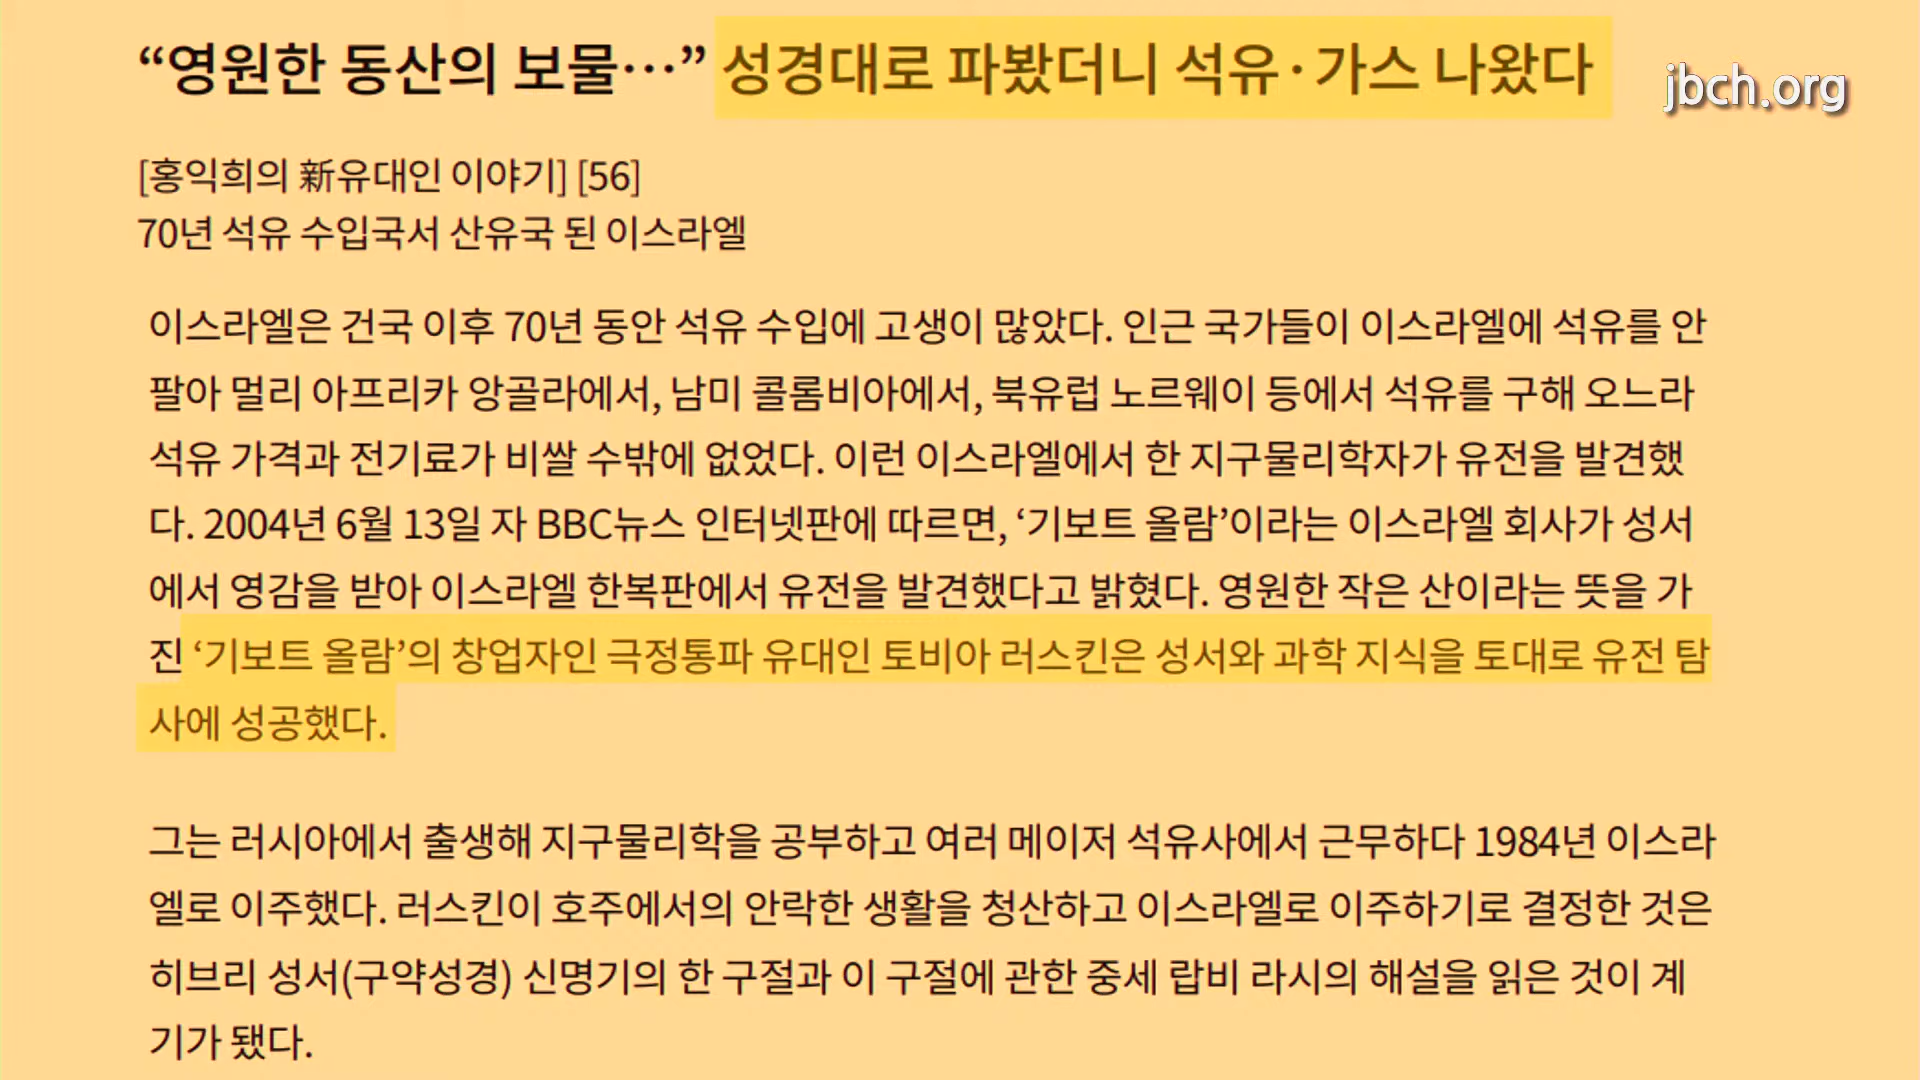 “영원한 동산의 보물…” 성경대로 파봤더니 석유·가스 나왔다
jbch.org
[홍익희의 新유대인 이야기] [56]
70년 석유 수입국서 산유국 된 이스라엘
이스라엘은 건국 이후 70년 동안 석유 수입에 고생이 많았다. 인근 국가들이 이스라엘에 석유를 안
팔아 멀리 아프리카 앙골라에서, 남미 콜롬비아에서, 북유럽 노르웨이 등에서 석유를 구해 오느라
석유 가격과 전기료가 비쌀 수밖에 없었다. 이런 이스라엘에서 한 지구물리학자가 유전을 발견했
다. 2004년 6월 13일 자 BBC뉴스 인터넷판에 따르면, ‘기보트 올람’이라는 이스라엘 회사가 성서
에서 영감을 받아 이스라엘 한복판에서 유전을 발견했다고 밝혔다. 영원한 작은 산이라는 뜻을 가
진 ‘기보트 올람’의 창업자인 극정통파 유대인 토비아 러스킨은 성서와 과학 지식을 토대로 유전 탐
사에 성공했다.
그는 러시아에서 출생해 지구물리학을 공부하고 여러 메이저 석유사에서 근무하다 1984년 이스라
엘로 이주했다. 러스킨이 호주에서의 안락한 생활을 청산하고 이스라엘로 이주하기로 결정한 것은
히브리 성서(구약성경) 신명기의 한 구절과 이 구절에 관한 중세 랍비 라시의 해설을 읽은 것이 계
기가 됐다.